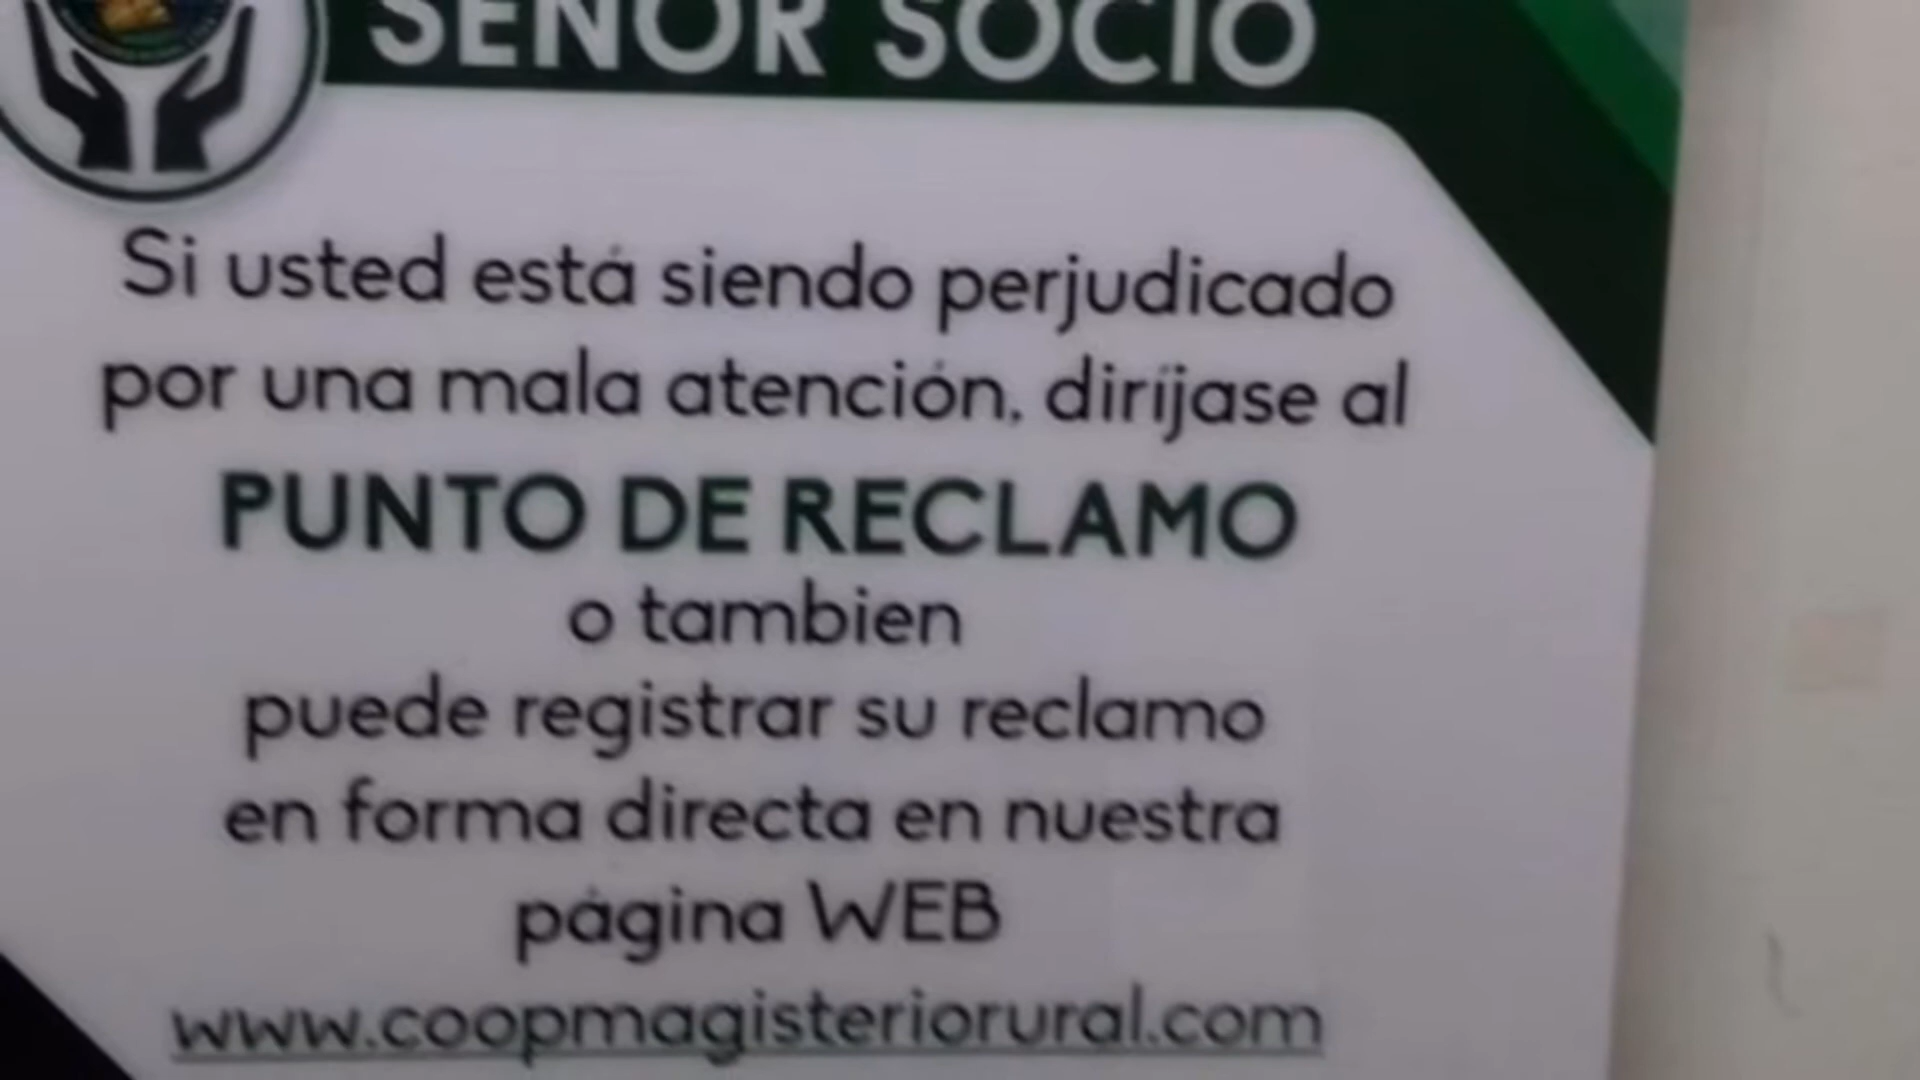 SEÑOR SOCIO
Si usted está siendo perjudicado
por una mala atención, diríjase al
PUNTO DE RECLAMO
o tambien
puede registrar su reclamo
en forma directa en nuestra
página WEB
www.coopmagisteriorural.com